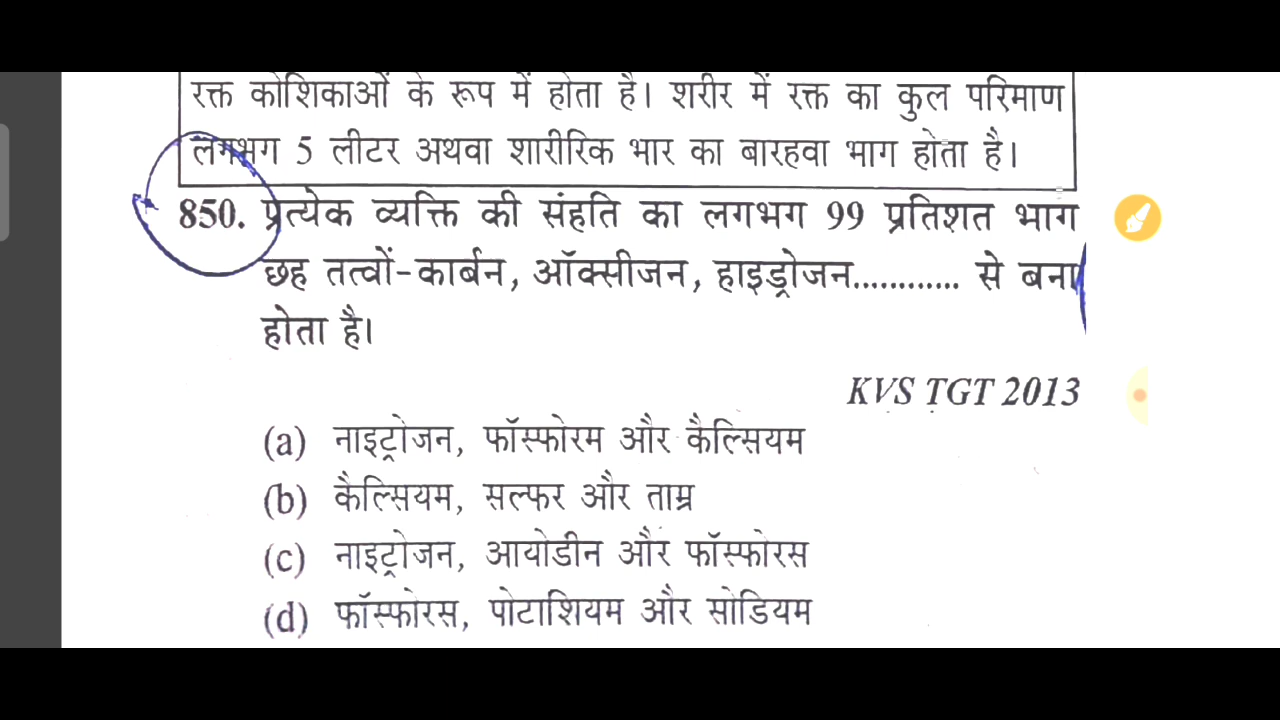 रक्त कोशिकाओं के रूप में होता है। शरीर में रक्त का कुल परिमाण
लगभग 5 लीटर अथवा शारीरिक भार का बारहवा भाग होता है।
850. प्रत्येक व्यक्ति की संहति का लगभग 99 प्रतिशत भाग
छह तत्वों-कार्बन, ऑक्सीजन, हाइड्रोजन............ से बना
होता है।
KVS TGT 2013
(a) नाइट्रोजन, फॉस्फोरम और कैल्सियम
(b) कैल्सियम, सल्फर और ताम्र
(c) नाइट्रोजन, आयोडीन और फॉस्फोरस
(d) फॉस्फोरस, पोटाशियम और सोडियम